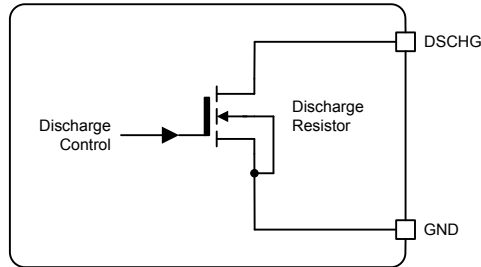 DSCHG
Discharge
Resistor
Discharge
Control
GND